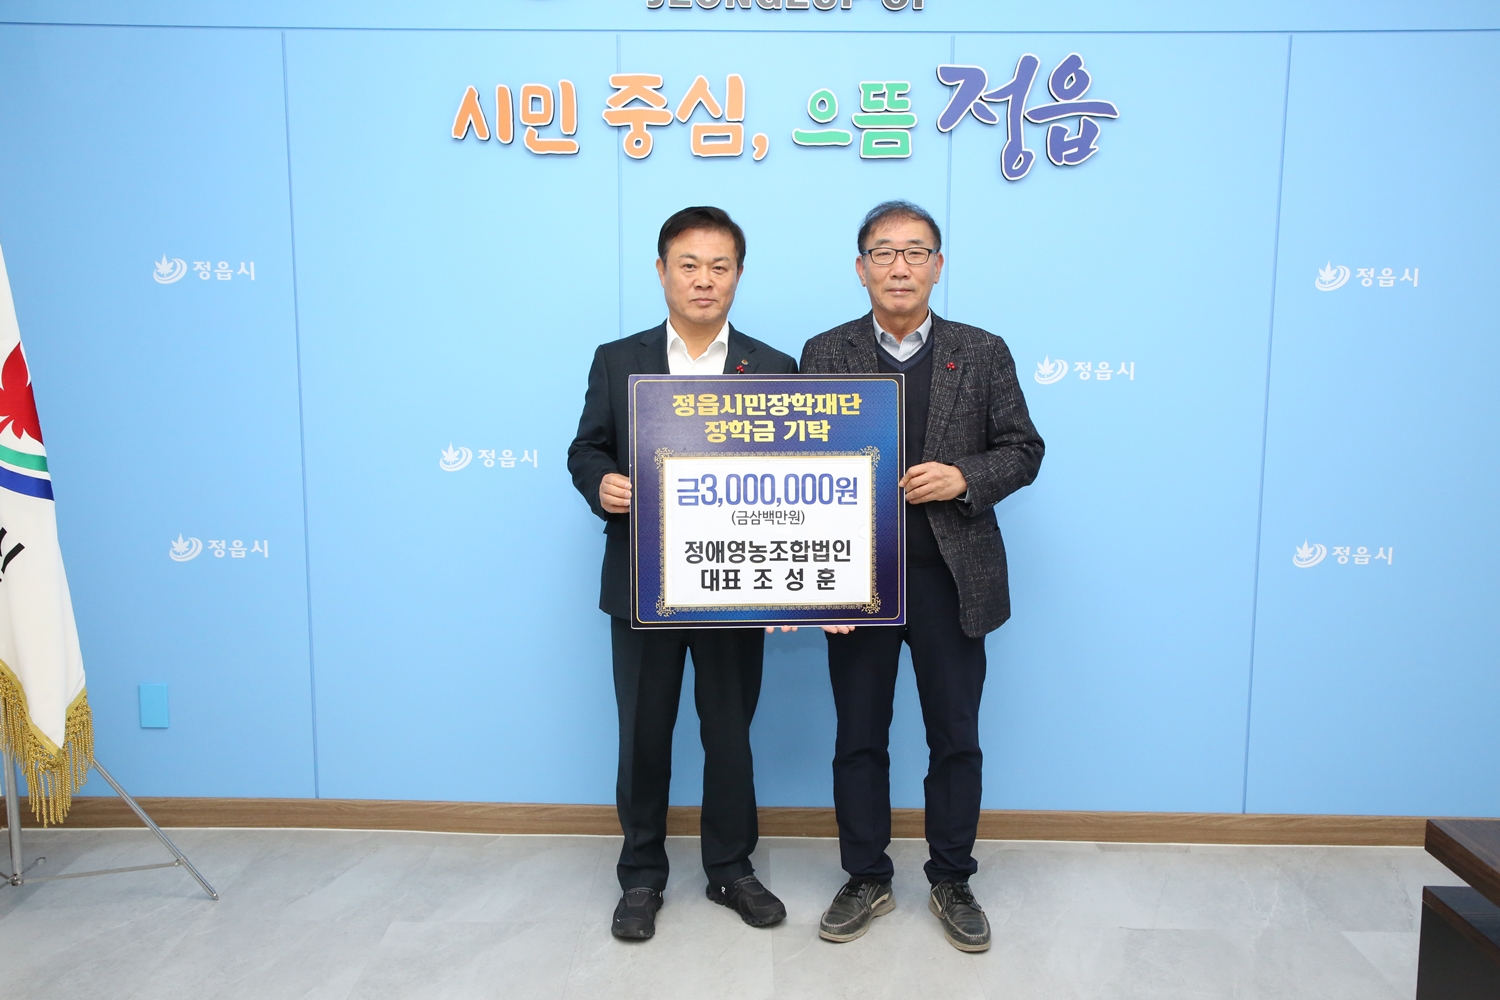 시민 중심, 으뜸 정읍
정읍시
정읍시
정읍시
정읍시
정읍시
정읍시
정읍시민장학재단
장학금 기탁
금3,000,000원
(금삼백만원)
정애영농조합법인
대표 조성훈